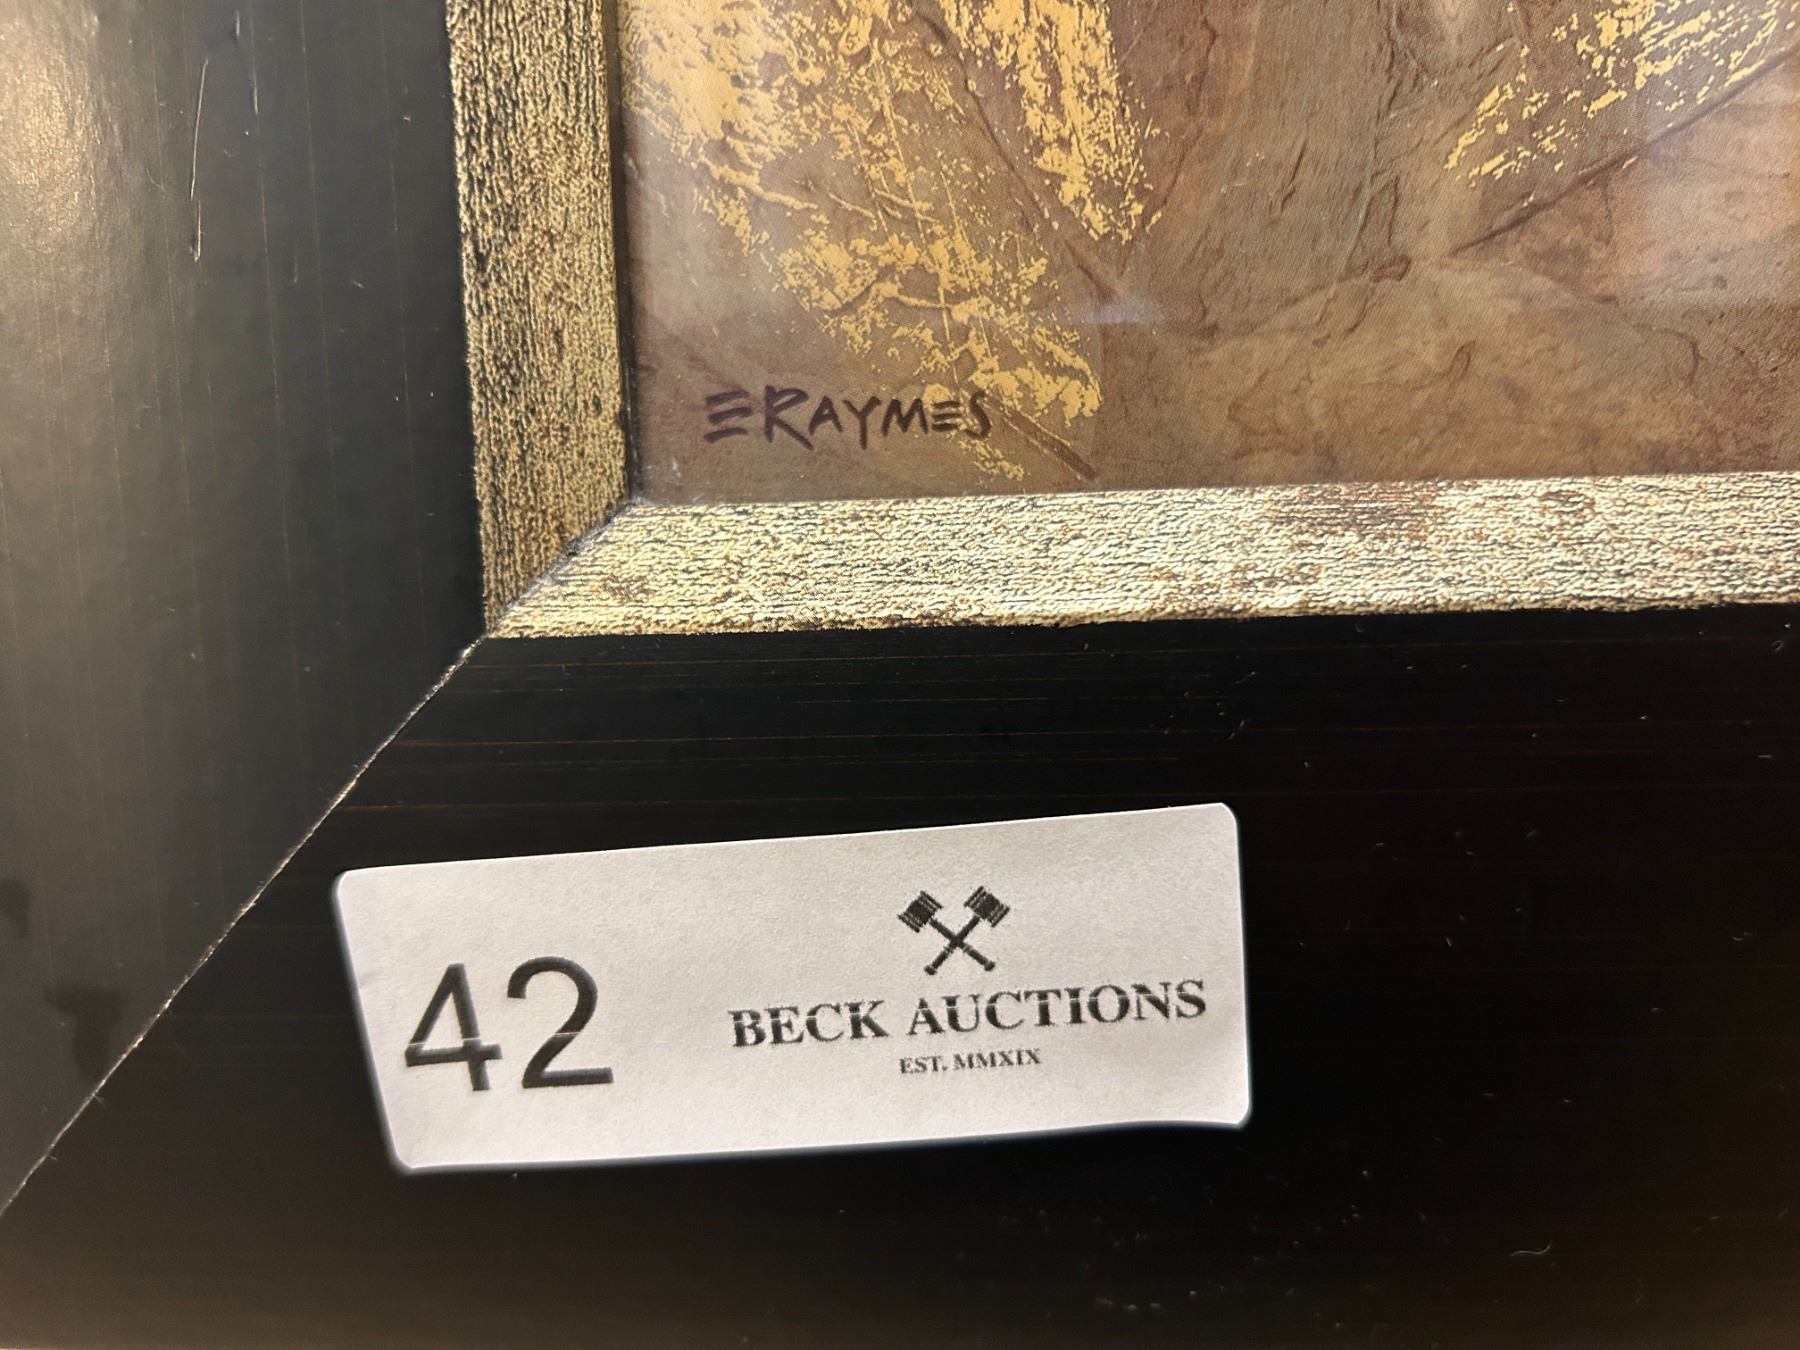 ERAYMES
42
BECK AUCTIONS
EST. MMXIX